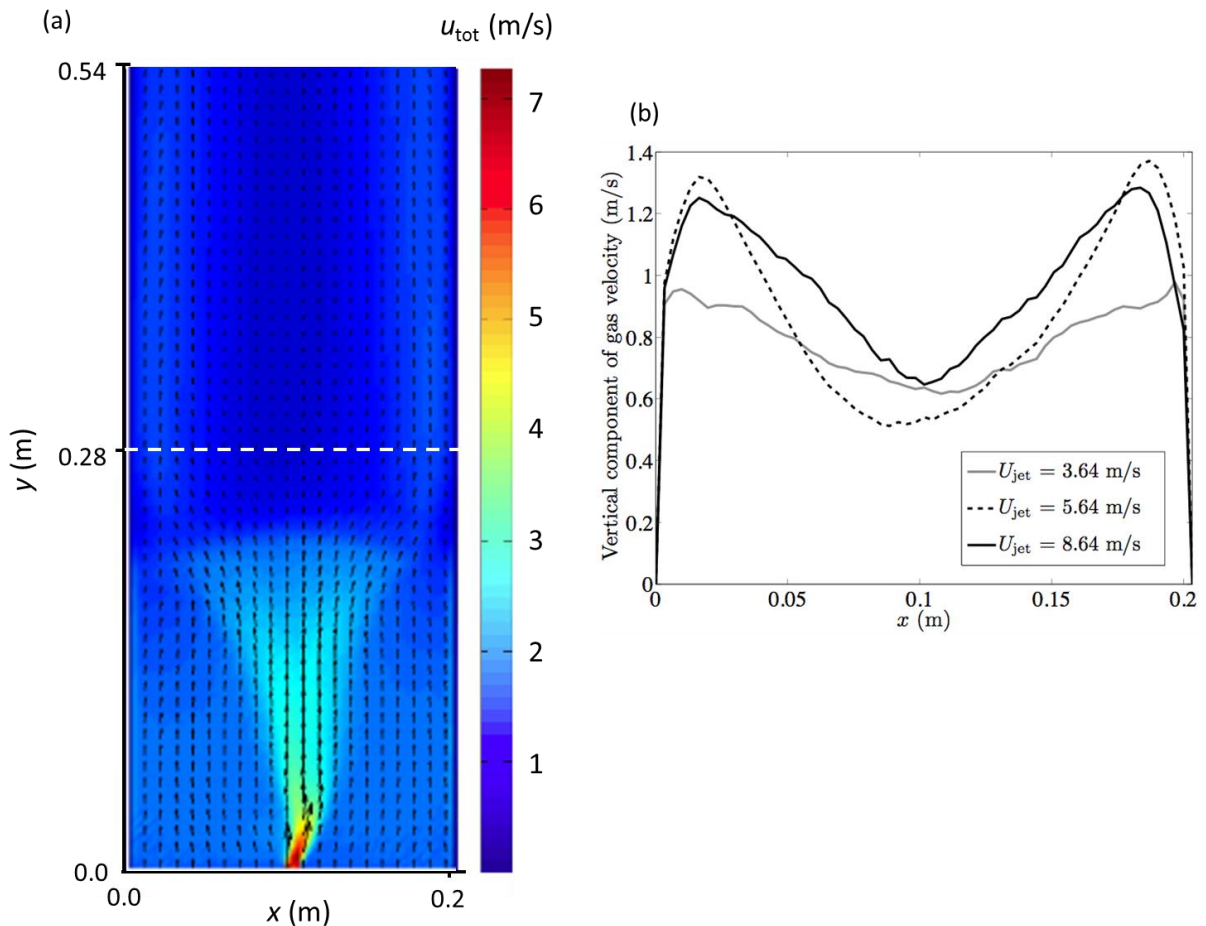 (a)
u_tot (m/s)
0.54
0.28
0.0
y (m)
0.0
0.2
x (m)
7
6
5
4
3
2
1
(b)
1.4
1.2
1
0.8
0.6
0.4
0.2
0
Vertical component of gas velocity (m/s)
0
0.05
0.1
0.15
0.2
x (m)
U_jet = 3.64 m/s
U_jet = 5.64 m/s
U_jet = 8.64 m/s